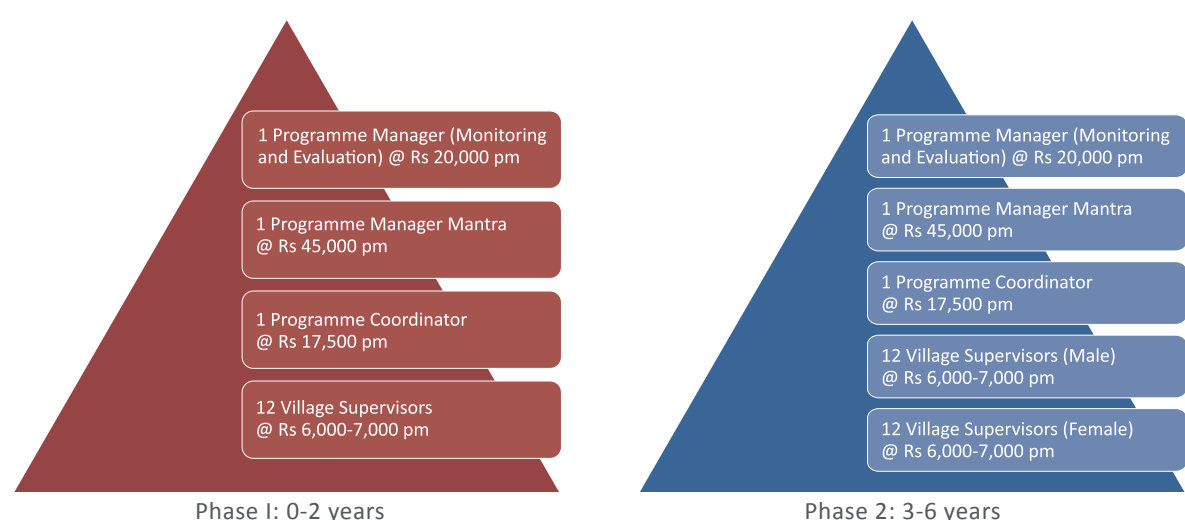 1 Programme Manager (Monitoring
and Evaluation) @ Rs 20,000 pm
1 Programme Manager Mantra
@ Rs 45,000 pm
1 Programme Coordinator
@ Rs 17,500 pm
12 Village Supervisors
@ Rs 6,000-7,000 pm
Phase I: 0-2 years
1 Programme Manager (Monitoring
and Evaluation) @ Rs 20,000 pm
1 Programme Manager Mantra
@ Rs 45,000 pm
1 Programme Coordinator
@ Rs 17,500 pm
12 Village Supervisors (Male)
@ Rs 6,000-7,000 pm
12 Village Supervisors (Female)
@ Rs 6,000-7,000 pm
Phase 2: 3-6 years